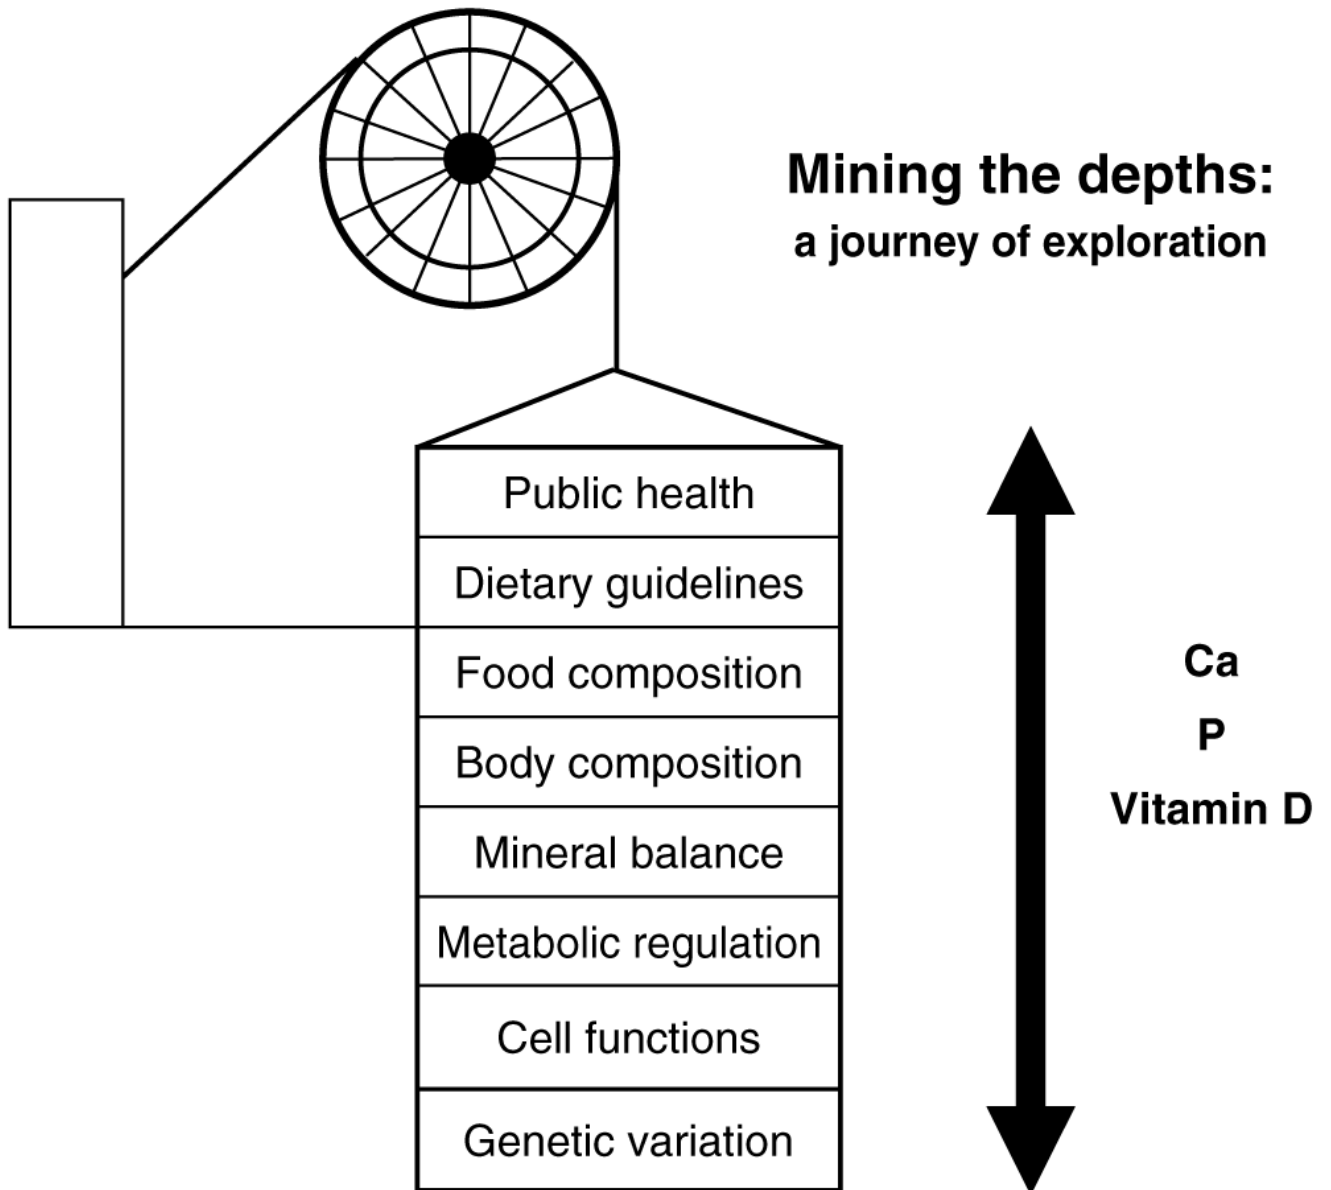 Mining the depths:
a journey of exploration
Public health
Dietary guidelines
Food composition
Body composition
Mineral balance
Metabolic regulation
Cell functions
Genetic variation
Ca
P
Vitamin D